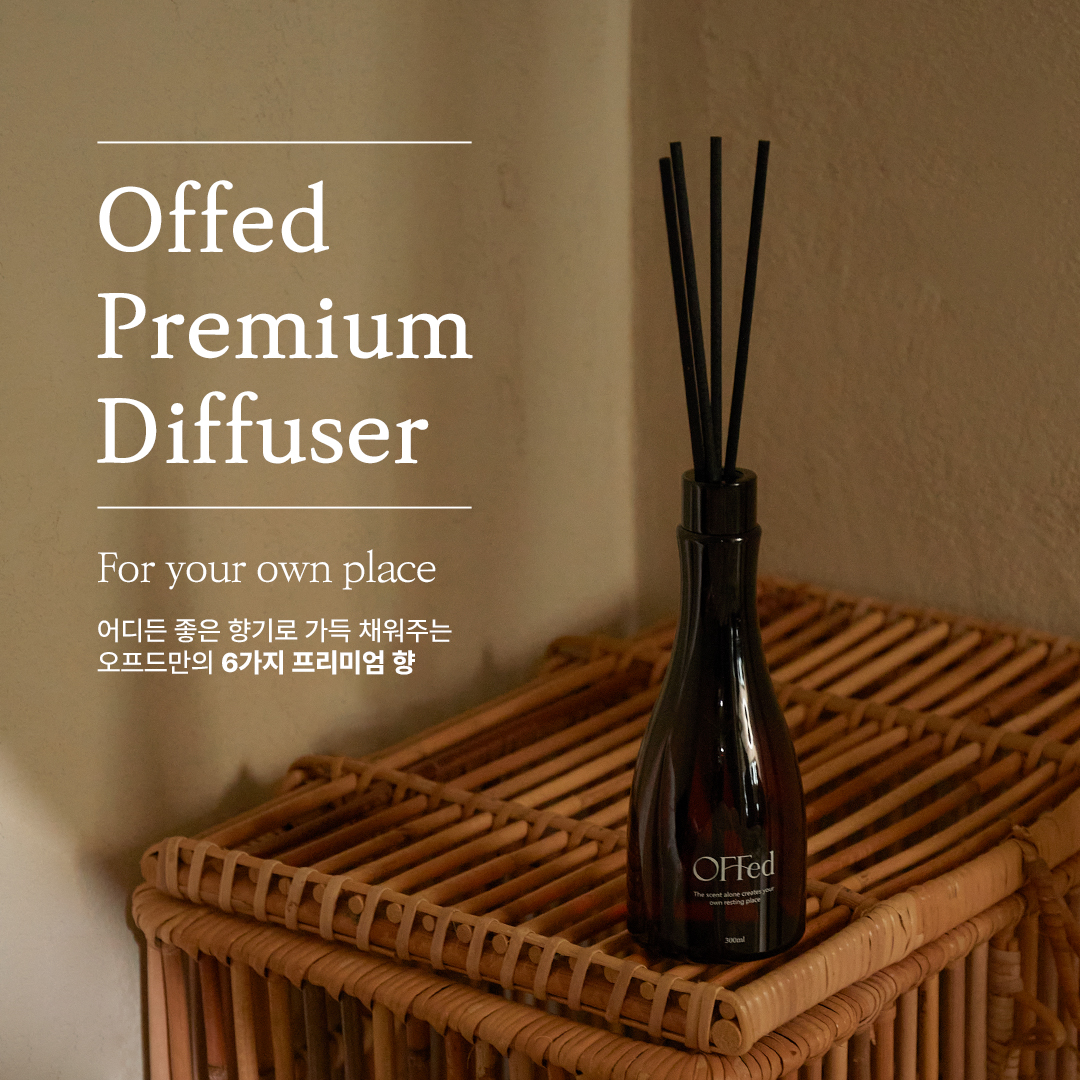 Offed
Premium
Diffuser
For your own place
어디든 좋은 향기로 가득 채워주는
오프드만의 6가지 프리미엄 향
OFFed
The scent alone creates your
own resting place
300ml